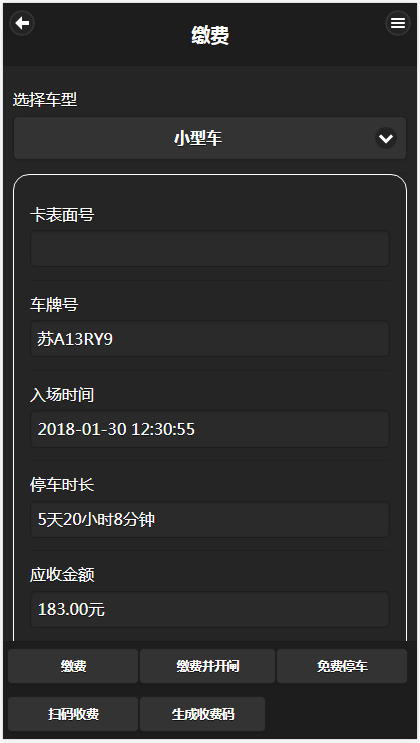 缴费
选择车型
小型车
卡表面号
车牌号
苏A13RY9
入场时间
2018-01-30 12:30:55
停车时长
5天20小时8分钟
应收金额
183.00元
缴费
缴费并开闸
免费停车
扫码收费
生成收费码